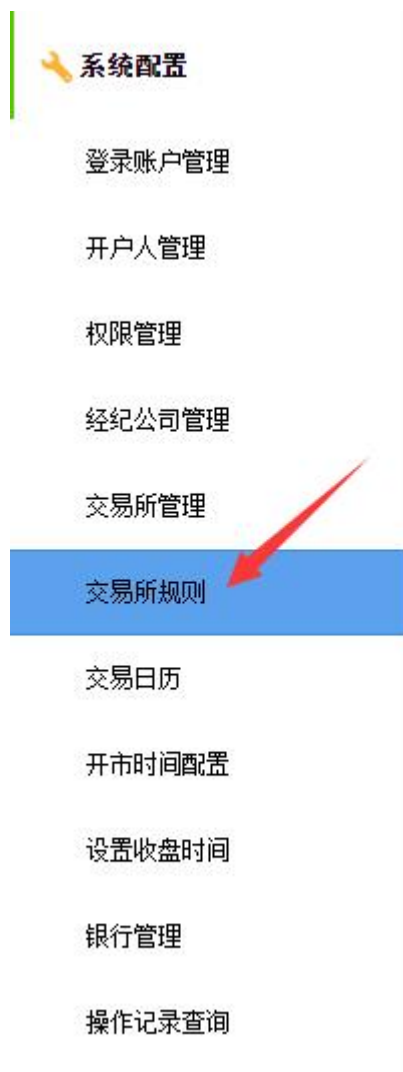 系统配置
登录账户管理
开户人管理
权限管理
经纪公司管理
交易所管理
交易所规则
交易日历
开市时间配置
设置收盘时间
银行管理
操作记录查询